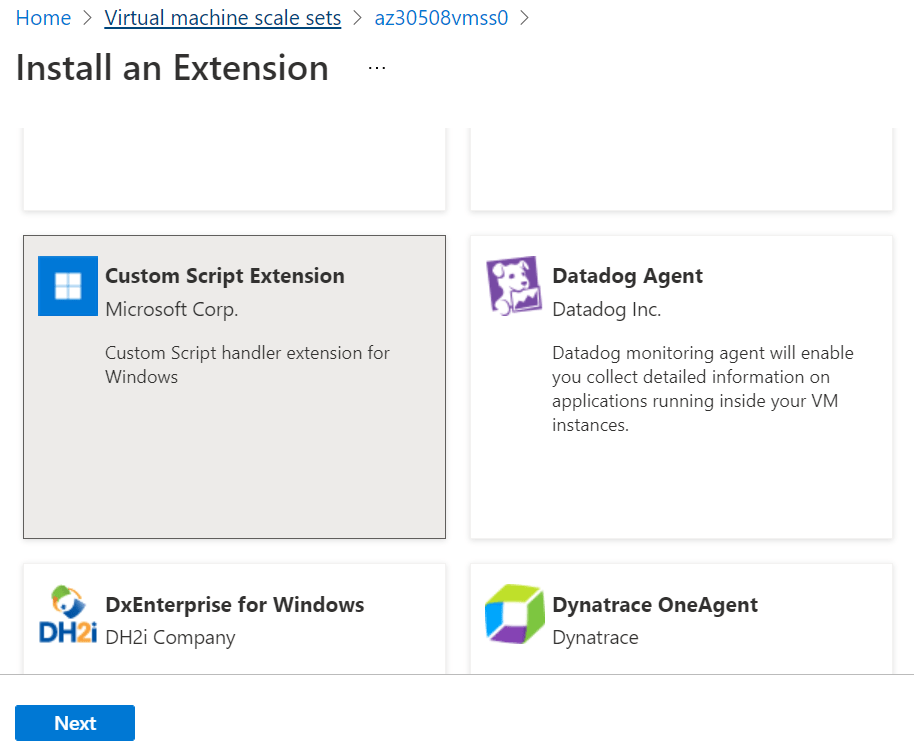 Home > Virtual machine scale sets > az30508vmss0 >
Install an Extension ...
Custom Script Extension
Microsoft Corp.
Custom Script handler extension for
Windows
Datadog Agent
Datadog Inc.
Datadog monitoring agent will enable
you collect detailed information on
applications running inside your VM
instances.
DxEnterprise for Windows
DH2i DH2i Company
Dynatrace OneAgent
Dynatrace
Next